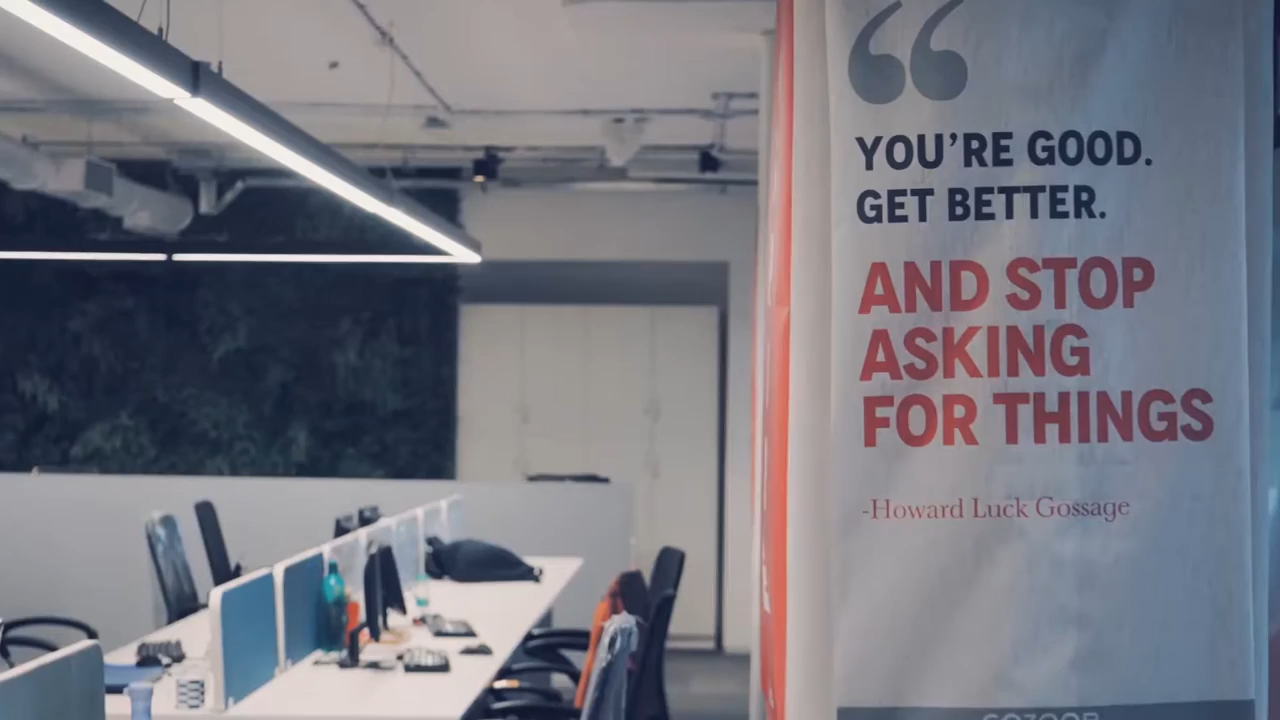 “
YOU’RE GOOD.
GET BETTER.
AND STOP
ASKING
FOR THINGS
-Howard Luck Gossage